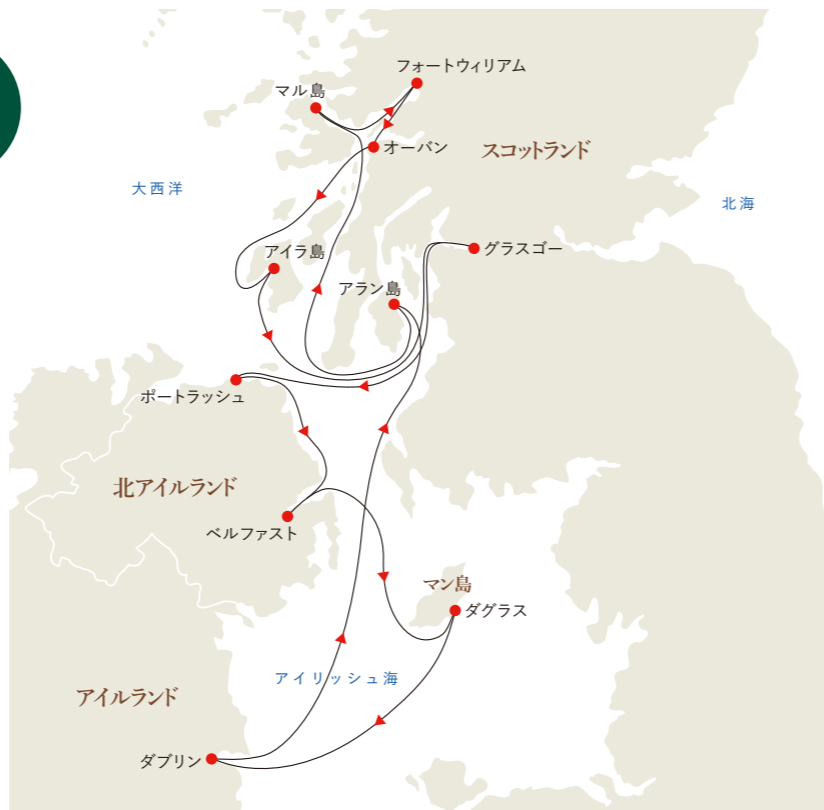 フォートウィリアム
マル島
オーバン
スコットランド
大西洋
北海
グラスゴー
アイラ島
アラン島
ポートラッシュ
北アイルランド
ベルファスト
マン島
ダグラス
アイリッシュ海
アイルランド
ダブリン